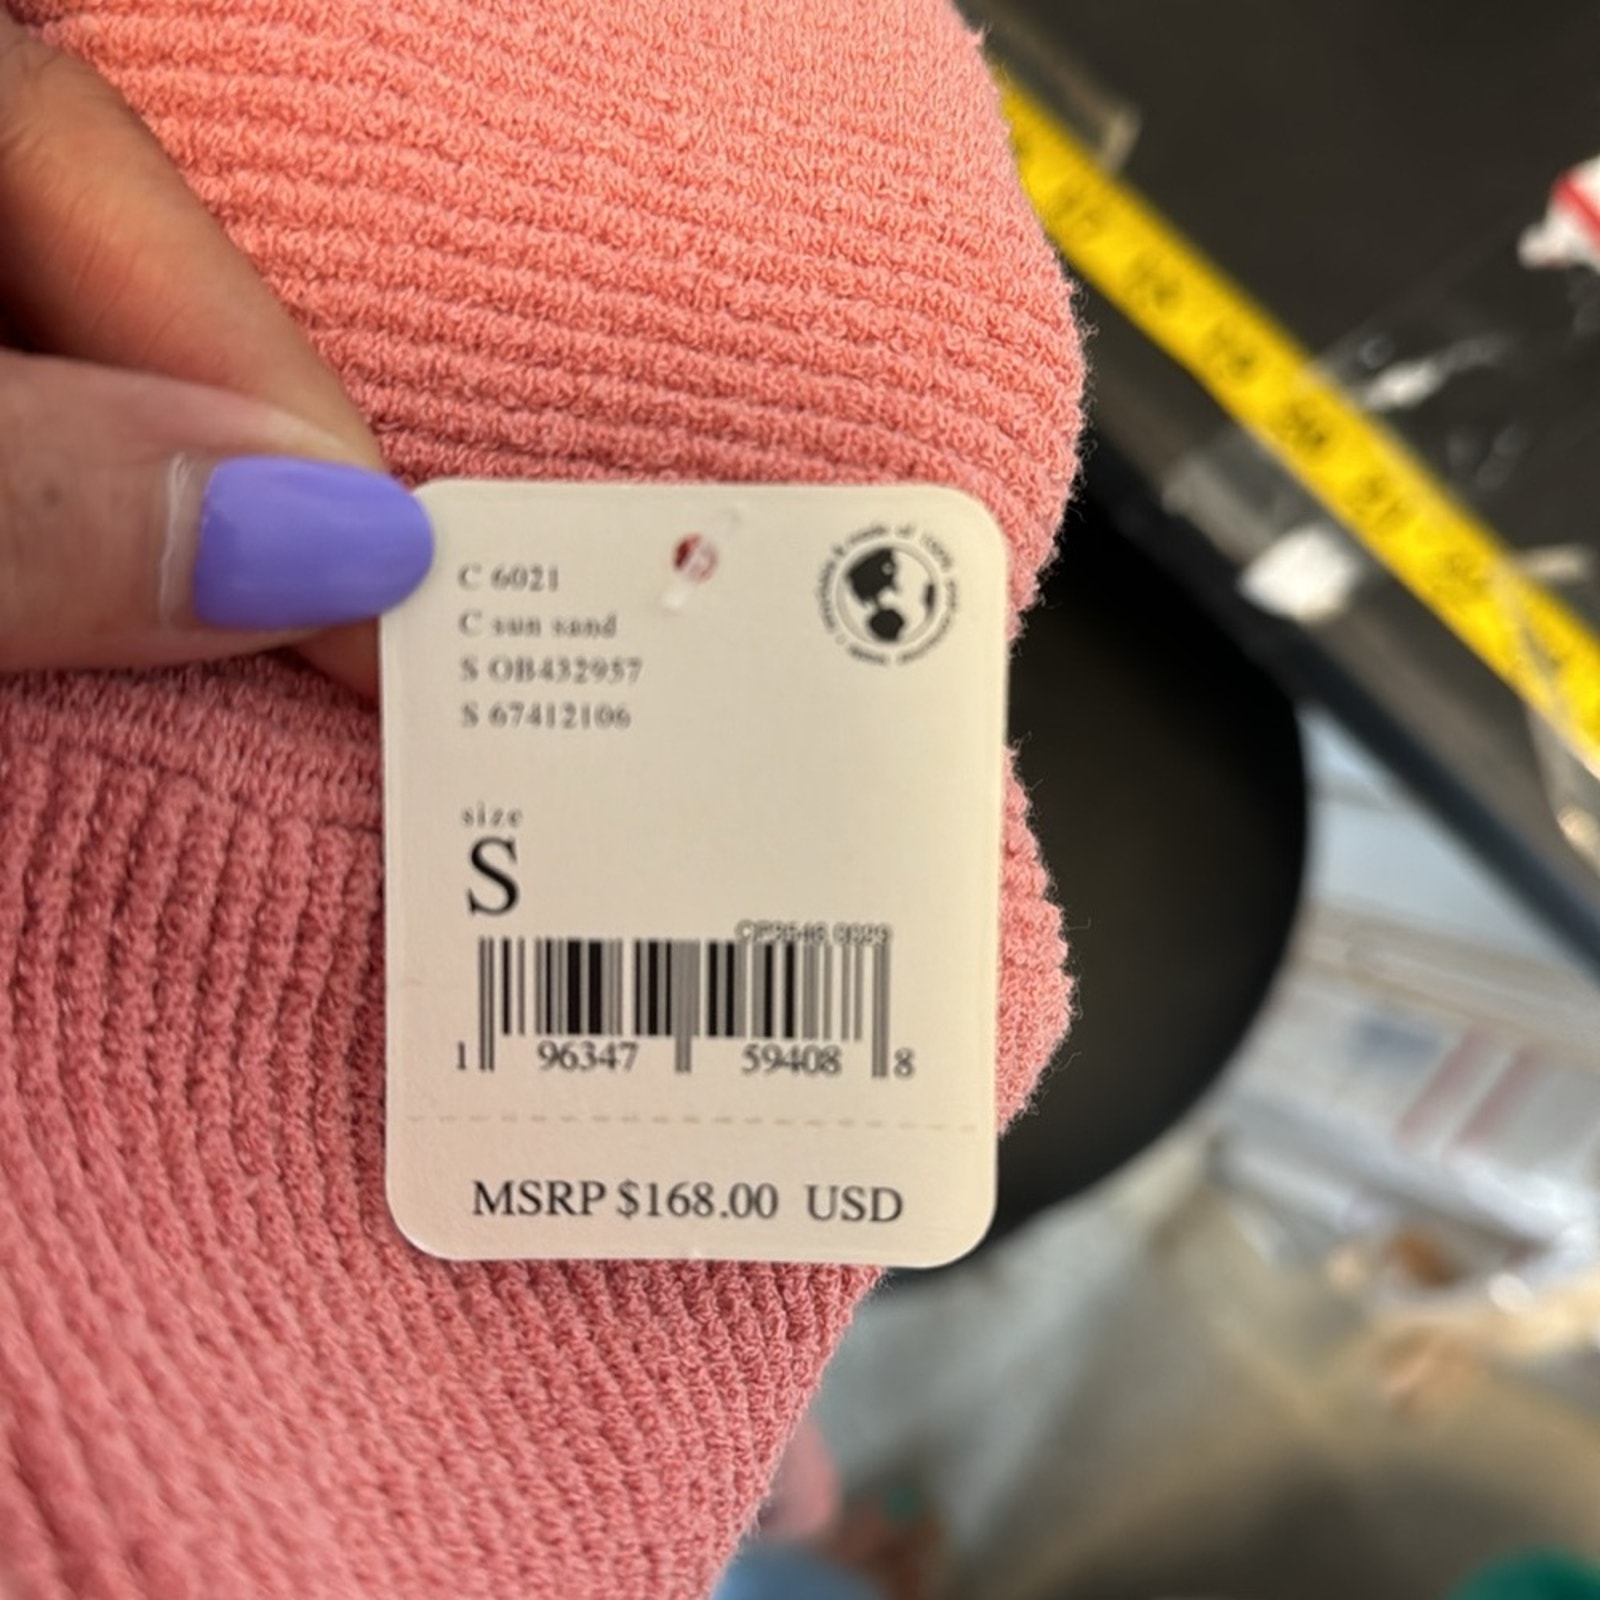 C 6021
C sun sand
S OB432957
S 67412106
size
S
1 96347 59408 8
MSRP $168.00 USD